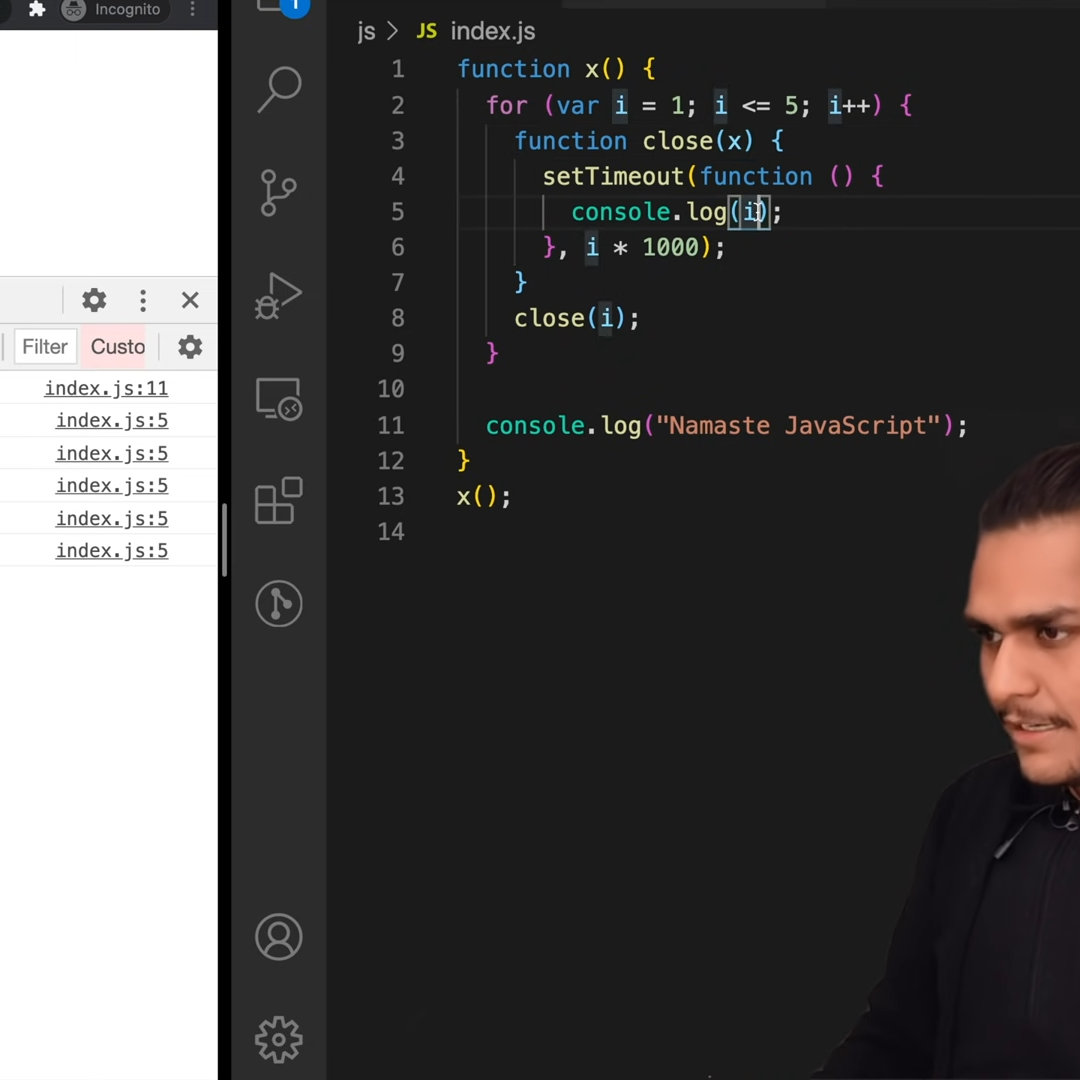 Incognito
1
js > JS index.js
1 function x() {
2 for (var i = 1; i <= 5; i++) {
3 function close(x) {
4 setTimeout(function () {
5 console.log(i);
6 }, i * 1000);
7 }
8 close(i);
9 }
10
11 console.log("Namaste JavaScript");
12 }
13 x();
14
Filter Custo
index.js:11
index.js:5
index.js:5
index.js:5
index.js:5
index.js:5